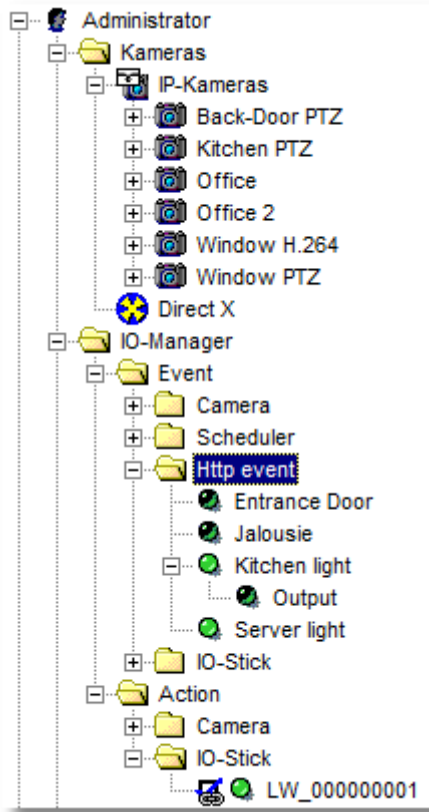 Administrator
Kameras
IP-Kameras
Back-Door PTZ
Kitchen PTZ
Office
Office 2
Window H.264
Window PTZ
Direct X
IO-Manager
Event
Camera
Scheduler
Http event
Entrance Door
Jalousie
Kitchen light
Output
Server light
IO-Stick
Action
Camera
IO-Stick
LW_000000001